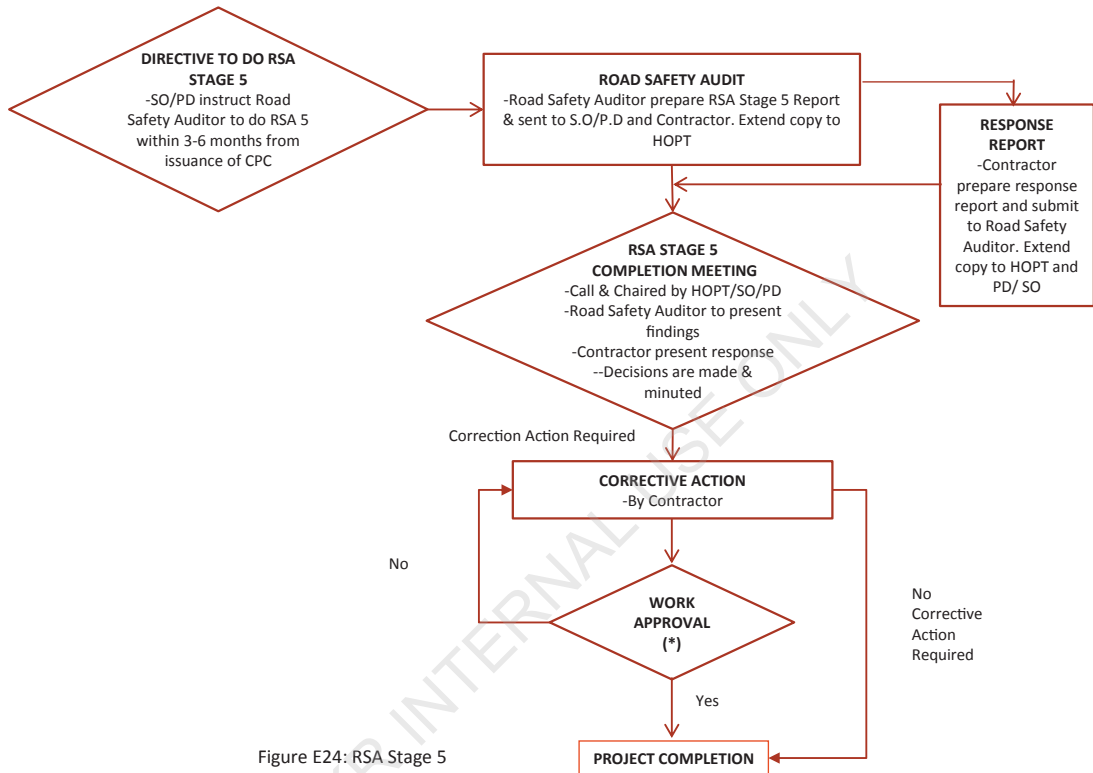 DIRECTIVE TO DO RSA
STAGE 5
-SO/PD instruct Road
Safety Auditor to do RSA 5
within 3-6 months from
issuance of CPC
ROAD SAFETY AUDIT
-Road Safety Auditor prepare RSA Stage 5 Report
& sent to S.O/P.D and Contractor. Extend copy to
HOPT
RESPONSE
REPORT
-Contractor
prepare response
report and submit
to Road Safety
Auditor. Extend
copy to HOPT and
PD/ SO
RSA STAGE 5
COMPLETION MEETING
-Call & Chaired by HOPT/SO/PD
-Road Safety Auditor to present
findings
-Contractor present response
--Decisions are made &
minuted
Correction Action Required
CORRECTIVE ACTION
-By Contractor
No
WORK
APPROVAL
(*)
No
Corrective
Action
Required
Yes
PROJECT COMPLETION
Figure E24: RSA Stage 5
INTERNAL USE ONLY